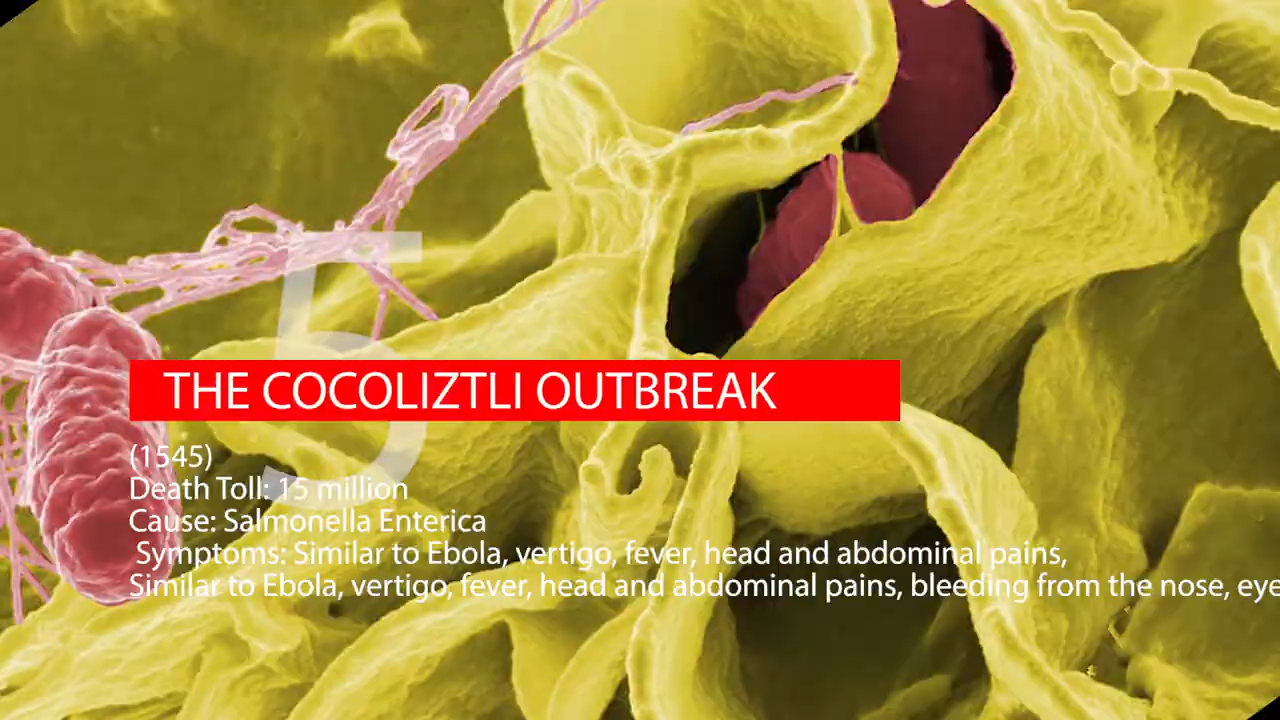 5
THE COCOLIZTLI OUTBREAK
(1545)
Death Toll: 15 million
Cause: Salmonella Enterica
Symptoms: Similar to Ebola, vertigo, fever, head and abdominal pains,
Similar to Ebola, vertigo, fever, head and abdominal pains, bleeding from the nose, eye